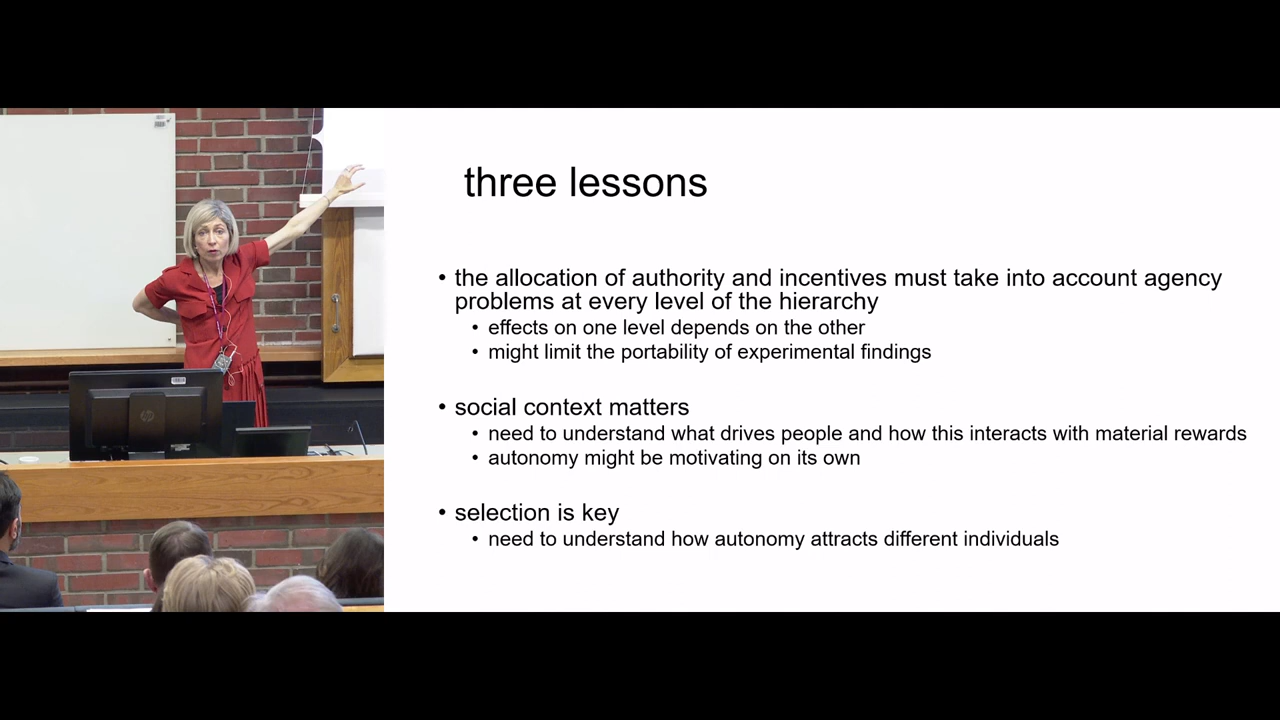 three lessons
• the allocation of authority and incentives must take into account agency
problems at every level of the hierarchy
• effects on one level depends on the other
• might limit the portability of experimental findings
• social context matters
• need to understand what drives people and how this interacts with material rewards
• autonomy might be motivating on its own
• selection is key
• need to understand how autonomy attracts different individuals
hp